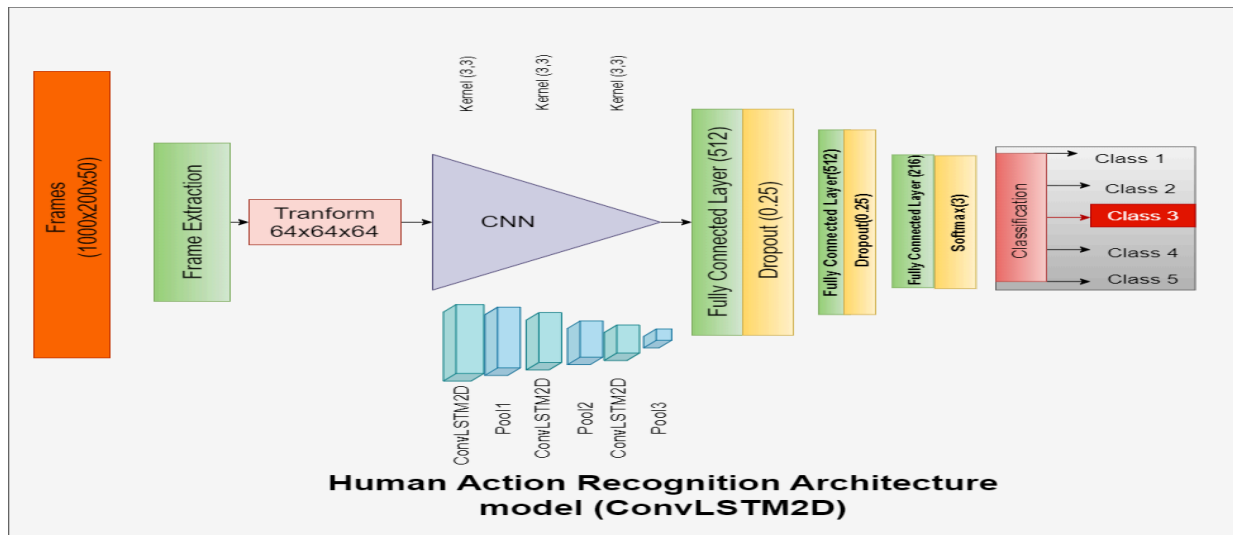 Frames
(1000x200x50)
Frame Extraction
Tranform
64x64x64
Kernel (3,3)
Kernel (3,3)
Kernel (3,3)
CNN
ConvLSTM2D
Pool1
ConvLSTM2D
Pool2
ConvLSTM2D
Pool3
Fully Connected Layer (512)
Dropout (0.25)
Fully Connected Layer(512)
Dropout(0.25)
Fully Connected Layer (216)
Softmax(3)
Classification
Class 1
Class 2
Class 3
Class 4
Class 5
Human Action Recognition Architecture
model (ConvLSTM2D)